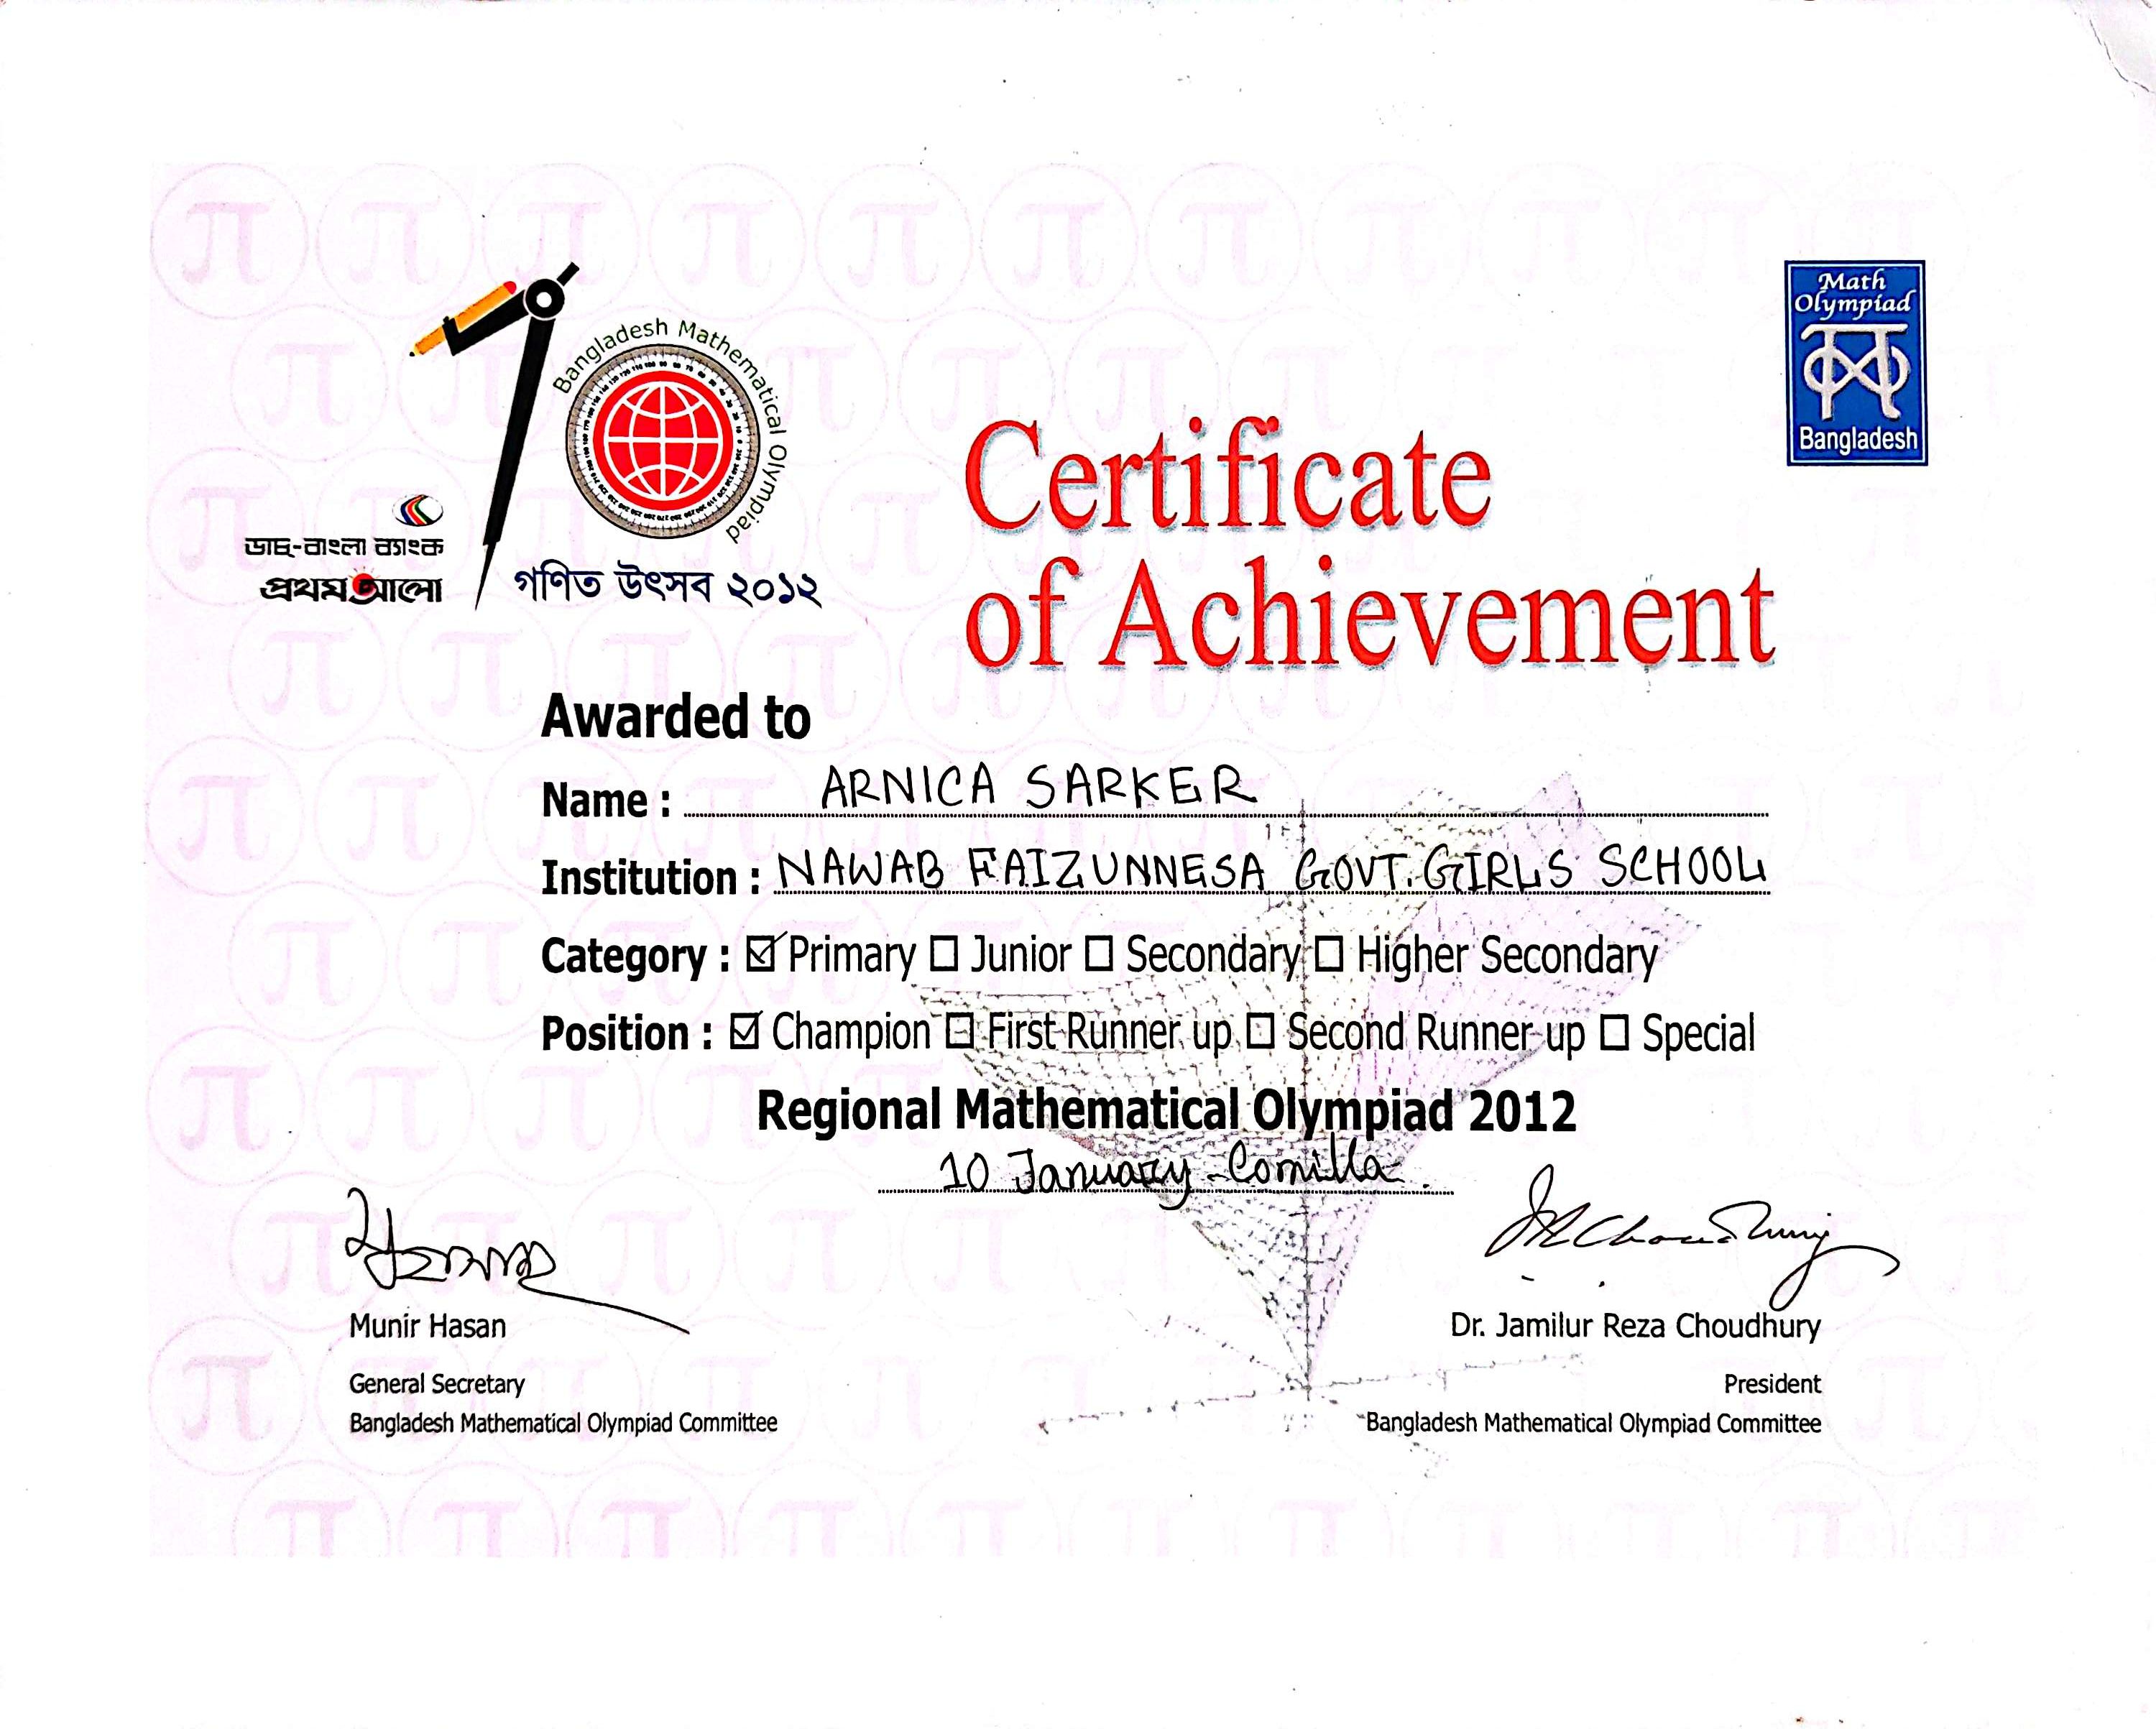 Bangladesh Mathematical Olympiad
Math
Olympiad
Bangladesh
ডাচ্-বাংলা ব্যাংক
প্রথম আলো
গণিত উৎসব ২০১২
Certificate
of Achievement
Awarded to
Name : ARNICA SARKER
Institution : NAWAB FAIZUNNESA GOVT. GIRLS SCHOOL
Category : ☑ Primary ☐ Junior ☐ Secondary ☐ Higher Secondary
Position : ☑ Champion ☐ First Runner up ☐ Second Runner up ☐ Special
Regional Mathematical Olympiad 2012
10 January - Comilla.
Munir Hasan
General Secretary
Bangladesh Mathematical Olympiad Committee
Dr. Jamilur Reza Choudhury
President
Bangladesh Mathematical Olympiad Committee